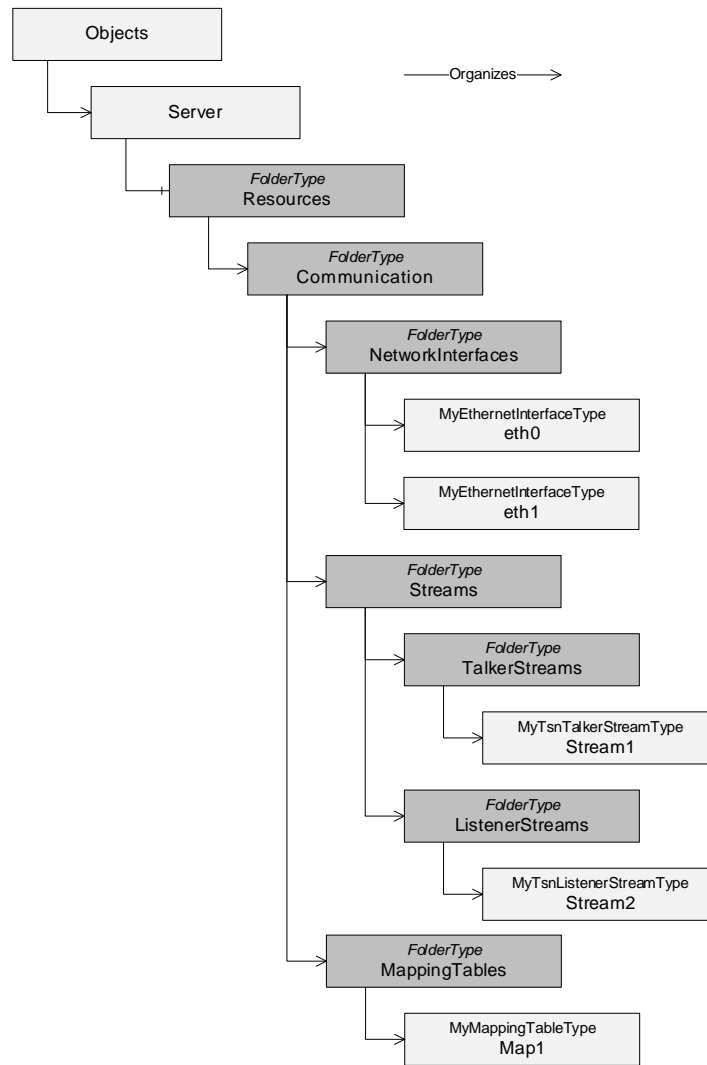 Objects
Organizes
Server
FolderType
Resources
FolderType
Communication
FolderType
NetworkInterfaces
MyEthernetInterfaceType
eth0
MyEthernetInterfaceType
eth1
FolderType
Streams
FolderType
TalkerStreams
MyTsnTalkerStreamType
Stream1
FolderType
ListenerStreams
MyTsnListenerStreamType
Stream2
FolderType
MappingTables
MyMappingTableType
Map1